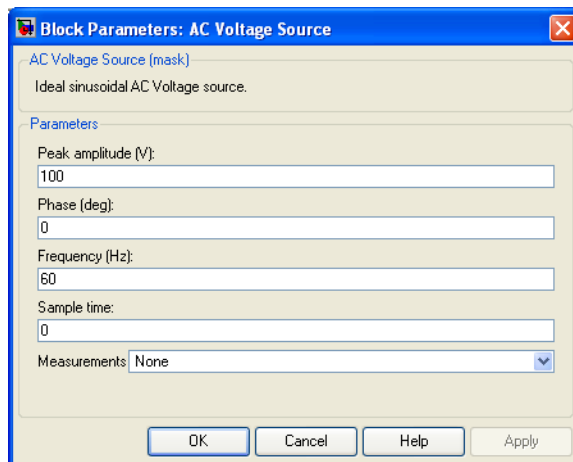 Block Parameters: AC Voltage Source
AC Voltage Source (mask)
Ideal sinusoidal AC Voltage source.
Parameters
Peak amplitude (V):
100
Phase (deg):
0
Frequency (Hz):
60
Sample time:
0
Measurements None
OK Cancel Help Apply